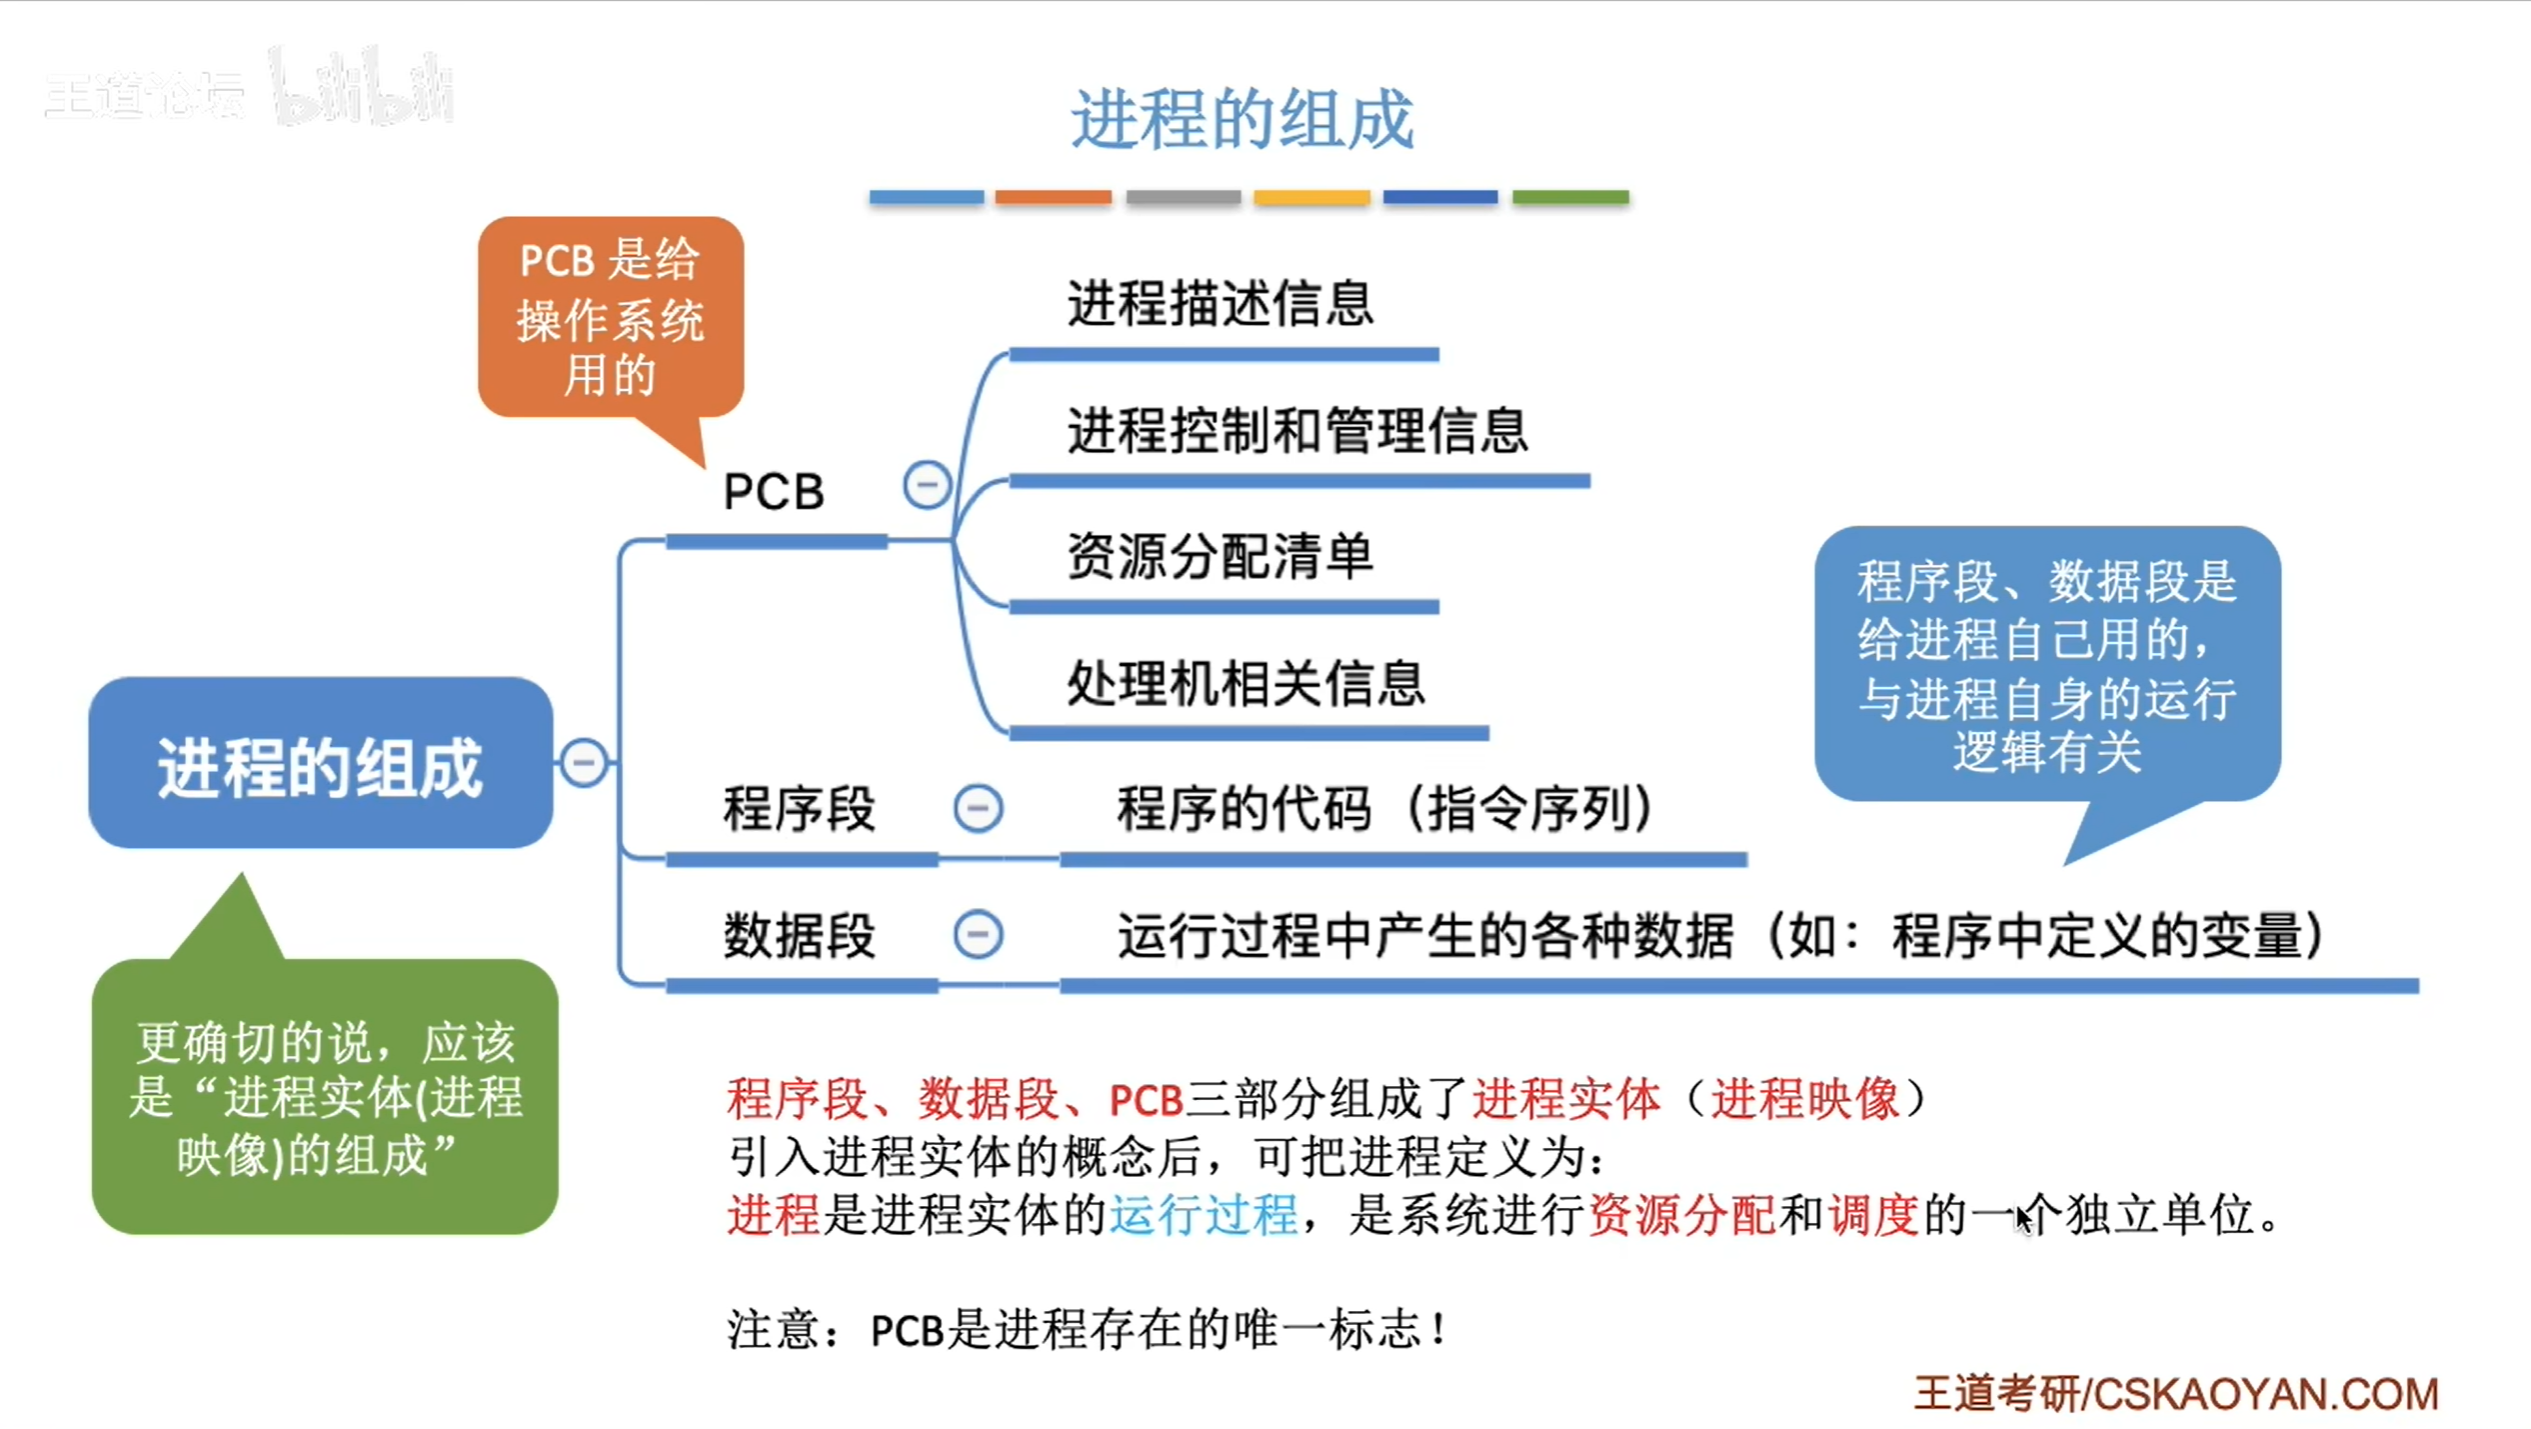 王道论坛 bilibili
进程的组成
PCB 是给
操作系统
用的
进程描述信息
进程控制和管理信息
PCB
资源分配清单
处理机相关信息
程序段、数据段是
给进程自己用的，
与进程自身的运行
逻辑有关
进程的组成
程序段
程序的代码（指令序列）
数据段
运行过程中产生的各种数据（如：程序中定义的变量）
更确切的说，应该
是“进程实体(进程
映像)的组成”
程序段、数据段、PCB三部分组成了进程实体（进程映像）
引入进程实体的概念后，可把进程定义为：
进程是进程实体的运行过程，是系统进行资源分配和调度的一个独立单位。
注意：PCB是进程存在的唯一标志！
王道考研/CSKAOYAN.COM